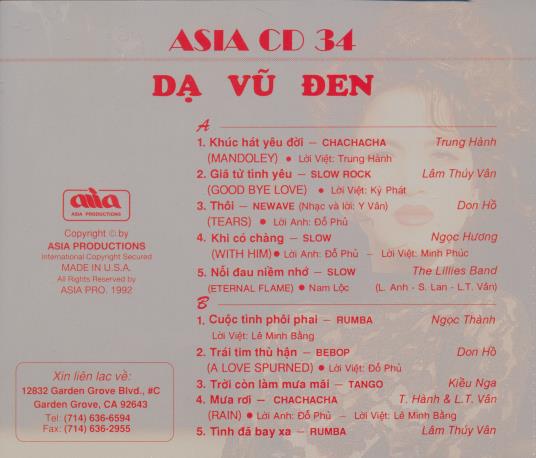 ASIA CD 34
DẠ VŨ ĐEN
A
1. Khúc hát yêu đời – CHACHACHA Trung Hành
(MANDOLEY) ● Lời Việt: Trung Hành
2. Giã từ tình yêu – SLOW ROCK Lâm Thúy Vân
(GOOD BYE LOVE) ● Lời Việt: Kỳ Phát
3. Thôi – NEWAVE (Nhạc và lời: Y Vân) Don Hồ
(TEARS) ● Lời Anh: Đỗ Phủ
4. Khi có chàng – SLOW Ngọc Hương
(WITH HIM) ● Lời Anh: Đỗ Phủ – Lời Việt: Minh Phúc
5. Nỗi đau niềm nhớ – SLOW The Lillies Band
(ETERNAL FLAME) ● Nam Lộc (L. Anh - S. Lan - L.T. Vân)
B
1. Cuộc tình phôi phai – RUMBA Ngọc Thành
Lời Việt: Lê Minh Bằng
2. Trái tim thù hận – BEBOP Don Hồ
(A LOVE SPURNED) ● Lời Việt: Đỗ Phủ
3. Trời còn làm mưa mãi – TANGO Kiều Nga
4. Mưa rơi – CHACHACHA T. Hành & L.T. Vân
(RAIN) ● Lời Anh: Đỗ Phủ – Lời Việt: Lê Minh Bằng
5. Tình đã bay xa – RUMBA Lâm Thúy Vân
asia
ASIA PRODUCTIONS
Copyright © by
ASIA PRODUCTIONS
International Copyright Secured
MADE IN U.S.A.
All Rights Reserved by
ASIA PRO. 1992
Xin liên lạc về:
12832 Garden Grove Blvd., #C
Garden Grove, CA 92643
Tel: (714) 636-6594
Fax: (714) 636-2955